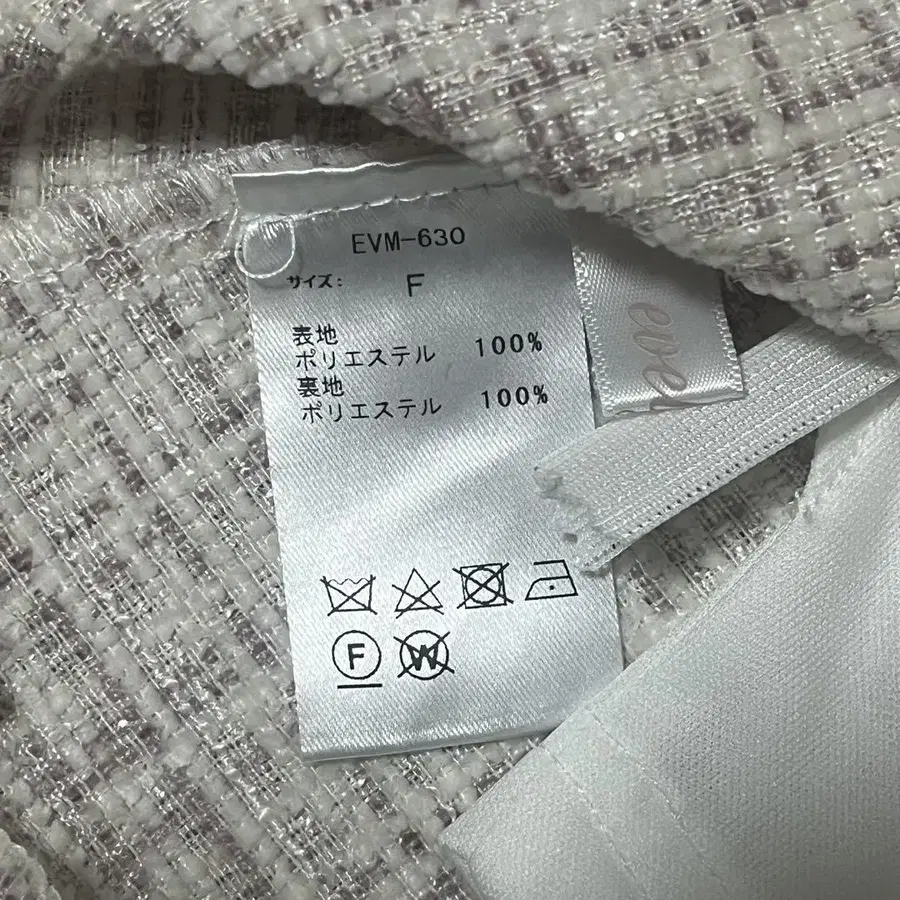 EVM-630
サイズ: F
表地
ポリエステル 100%
裏地
ポリエステル 100%
F
W